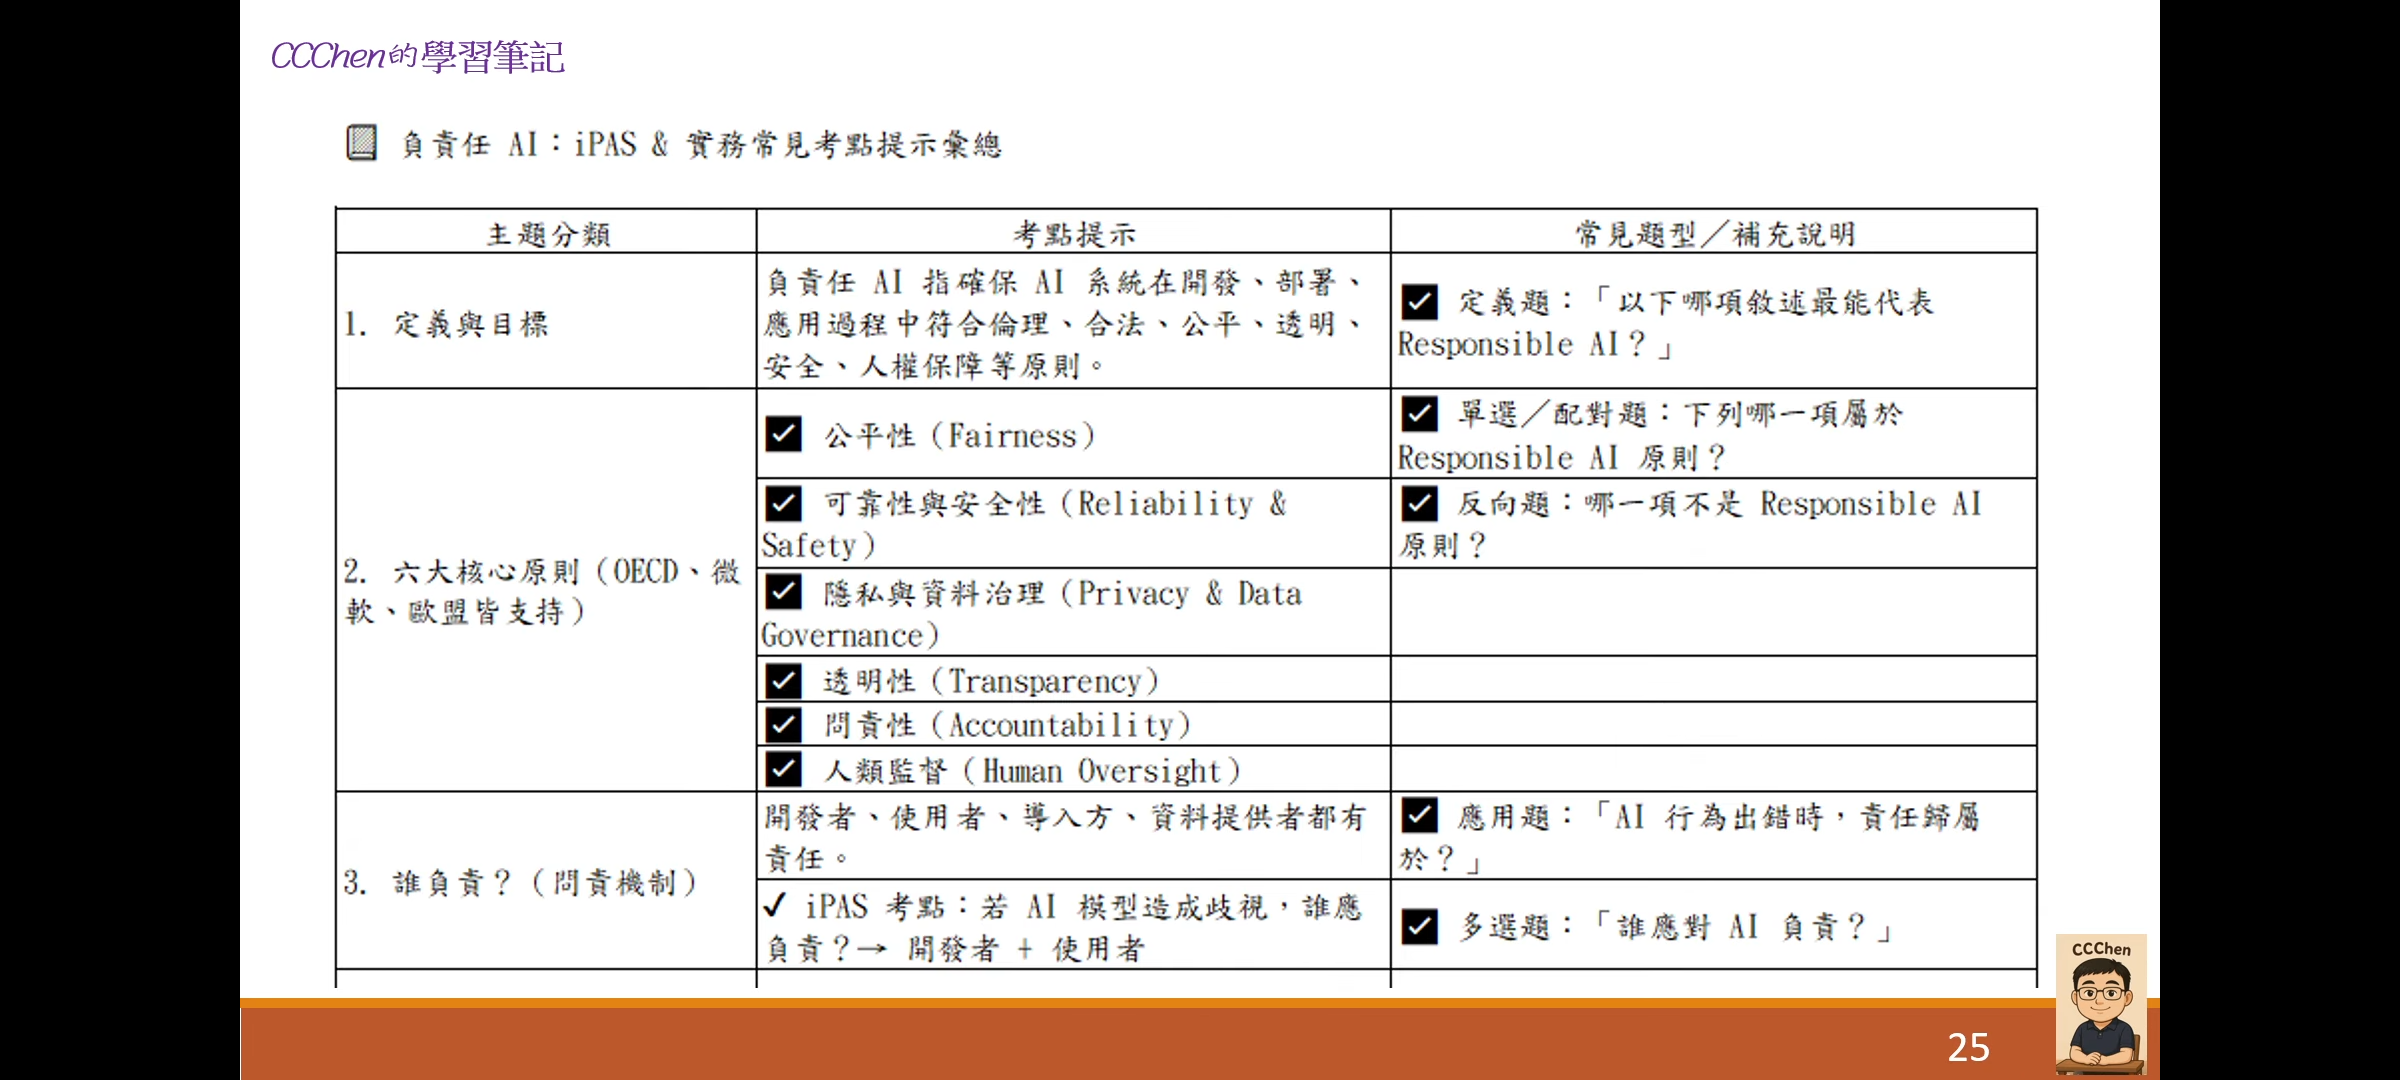 CCChen的學習筆記
負責任 AI：iPAS & 實務常見考點提示彙總
主題分類
考點提示
常見題型／補充說明
1. 定義與目標
負責任 AI 指確保 AI 系統在開發、部署、
應用過程中符合倫理、合法、公平、透明、
安全、人權保障等原則。
☑ 定義題：「以下哪項敘述最能代表
Responsible AI？」
2. 六大核心原則（OECD、微
軟、歐盟皆支持）
☑ 公平性（Fairness）
☑ 單選／配對題：下列哪一項屬於
Responsible AI 原則？
☑ 可靠性與安全性（Reliability &
Safety）
☑ 反向題：哪一項不是 Responsible AI
原則？
☑ 隱私與資料治理（Privacy & Data
Governance）
☑ 透明性（Transparency）
☑ 問責性（Accountability）
☑ 人類監督（Human Oversight）
3. 誰負責？（問責機制）
開發者、使用者、導入方、資料提供者都有
責任。
☑ 應用題：「AI 行為出錯時，責任歸屬
於？」
✓ iPAS 考點：若 AI 模型造成歧視，誰應
負責？→ 開發者 + 使用者
☑ 多選題：「誰應對 AI 負責？」
CCChen
25